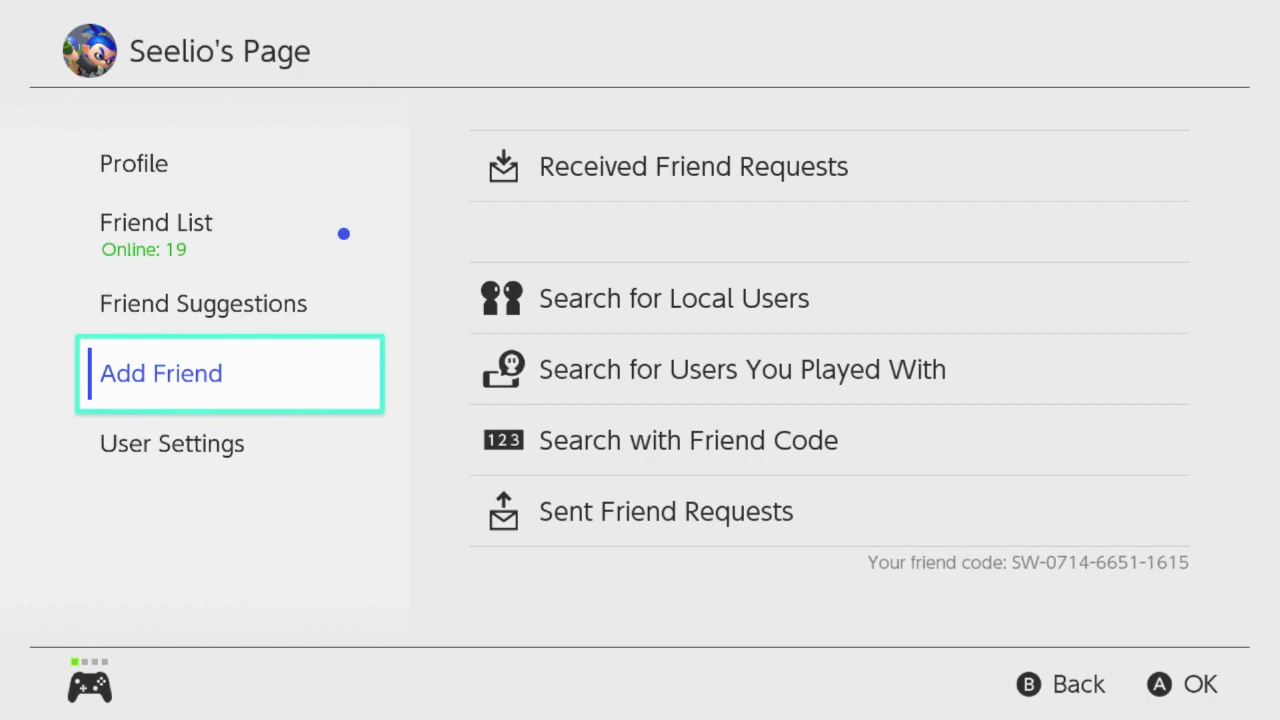 Seelio's Page
Profile
Friend List
Online: 19
Friend Suggestions
Add Friend
User Settings
Received Friend Requests
Search for Local Users
Search for Users You Played With
123 Search with Friend Code
Sent Friend Requests
Your friend code: SW-0714-6651-1615
B Back A OK